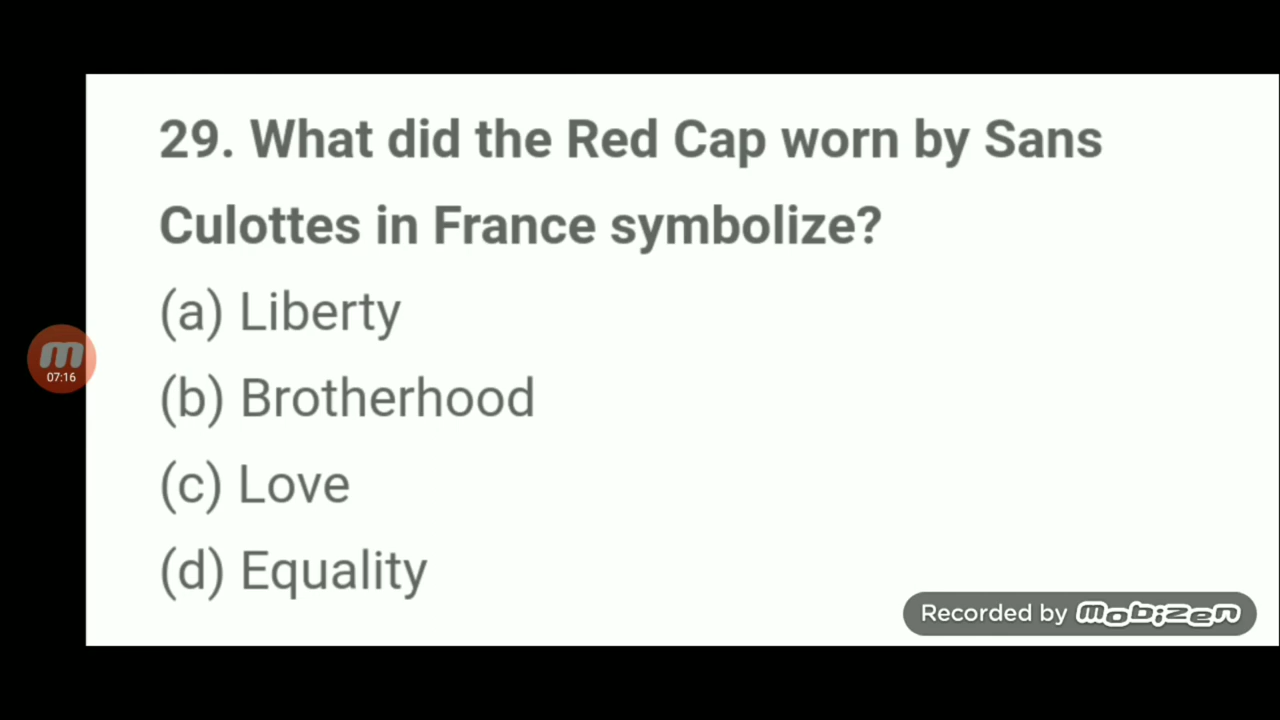 29. What did the Red Cap worn by Sans
Culottes in France symbolize?
(a) Liberty
(b) Brotherhood
(c) Love
(d) Equality
m
07:16
Recorded by mobizen